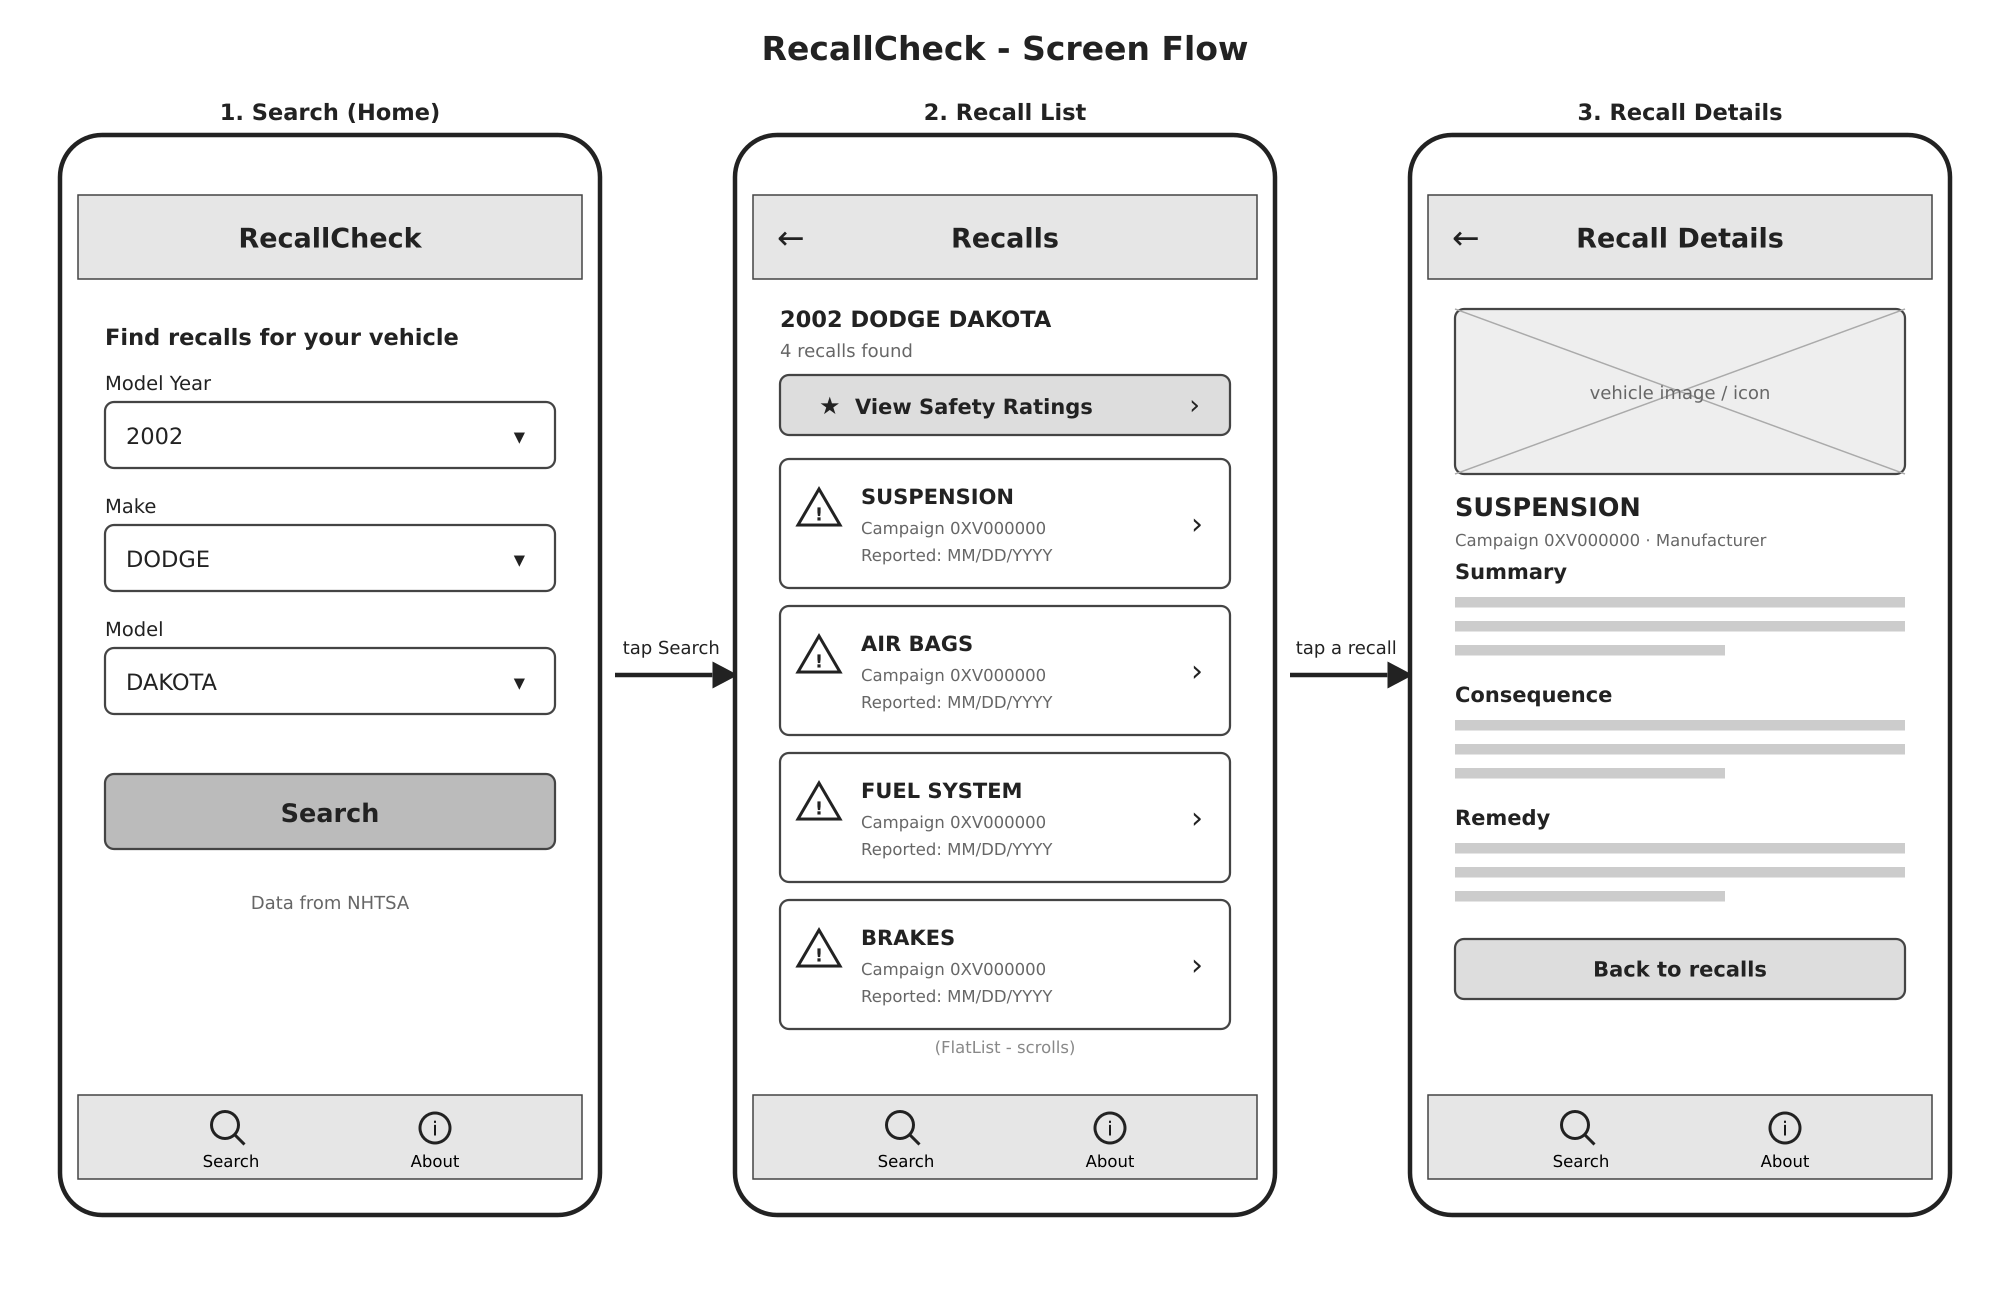 RecallCheck - Screen Flow
1. Search (Home)
RecallCheck
Find recalls for your vehicle
Model Year
2002 ▼
Make
DODGE ▼
Model
DAKOTA ▼
Search
Data from NHTSA
Search About
tap Search
2. Recall List
← Recalls
2002 DODGE DAKOTA
4 recalls found
★ View Safety Ratings ›
SUSPENSION
Campaign 0XV000000 ›
Reported: MM/DD/YYYY
AIR BAGS
Campaign 0XV000000 ›
Reported: MM/DD/YYYY
FUEL SYSTEM
Campaign 0XV000000 ›
Reported: MM/DD/YYYY
BRAKES
Campaign 0XV000000 ›
Reported: MM/DD/YYYY
(FlatList - scrolls)
Search About
tap a recall
3. Recall Details
← Recall Details
vehicle image / icon
SUSPENSION
Campaign 0XV000000 · Manufacturer
Summary
Consequence
Remedy
Back to recalls
Search About